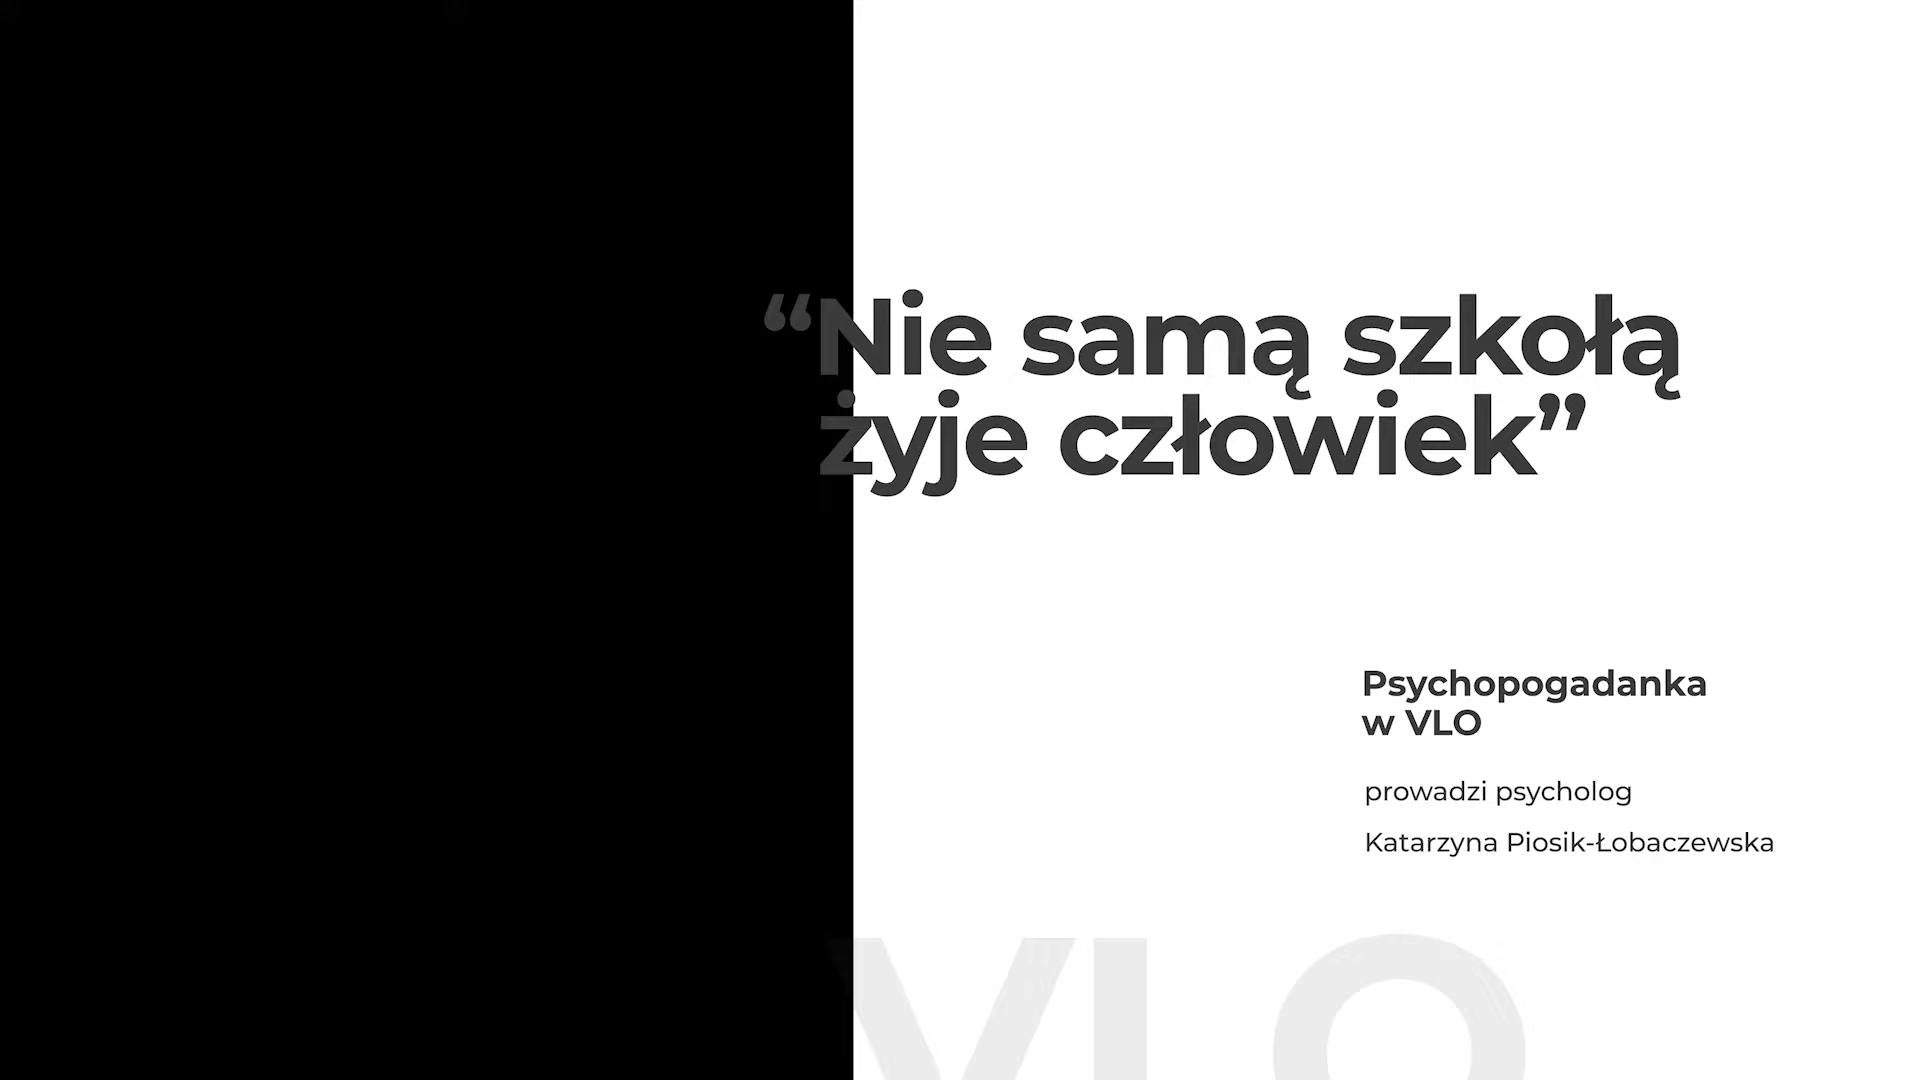 “Nie samą szkołą
żyje człowiek”
Psychopogadanka
w VLO
prowadzi psycholog
Katarzyna Piosik-Łobaczewska
VLO